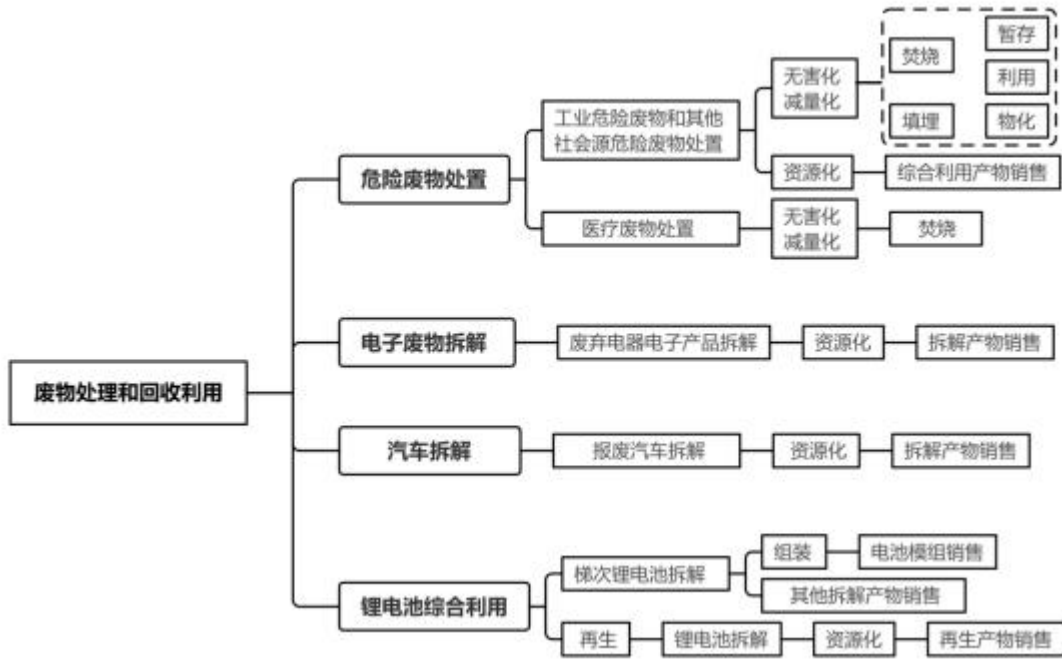 废物处理和回收利用
危险废物处置
工业危险废物和其他
社会源危险废物处置
无害化
减量化
焚烧
填埋
暂存
利用
物化
资源化
综合利用产物销售
医疗废物处置
无害化
减量化
焚烧
电子废物拆解
废弃电器电子产品拆解
资源化
拆解产物销售
汽车拆解
报废汽车拆解
资源化
拆解产物销售
锂电池综合利用
梯次锂电池拆解
组装
电池模组销售
其他拆解产物销售
再生
锂电池拆解
资源化
再生产物销售